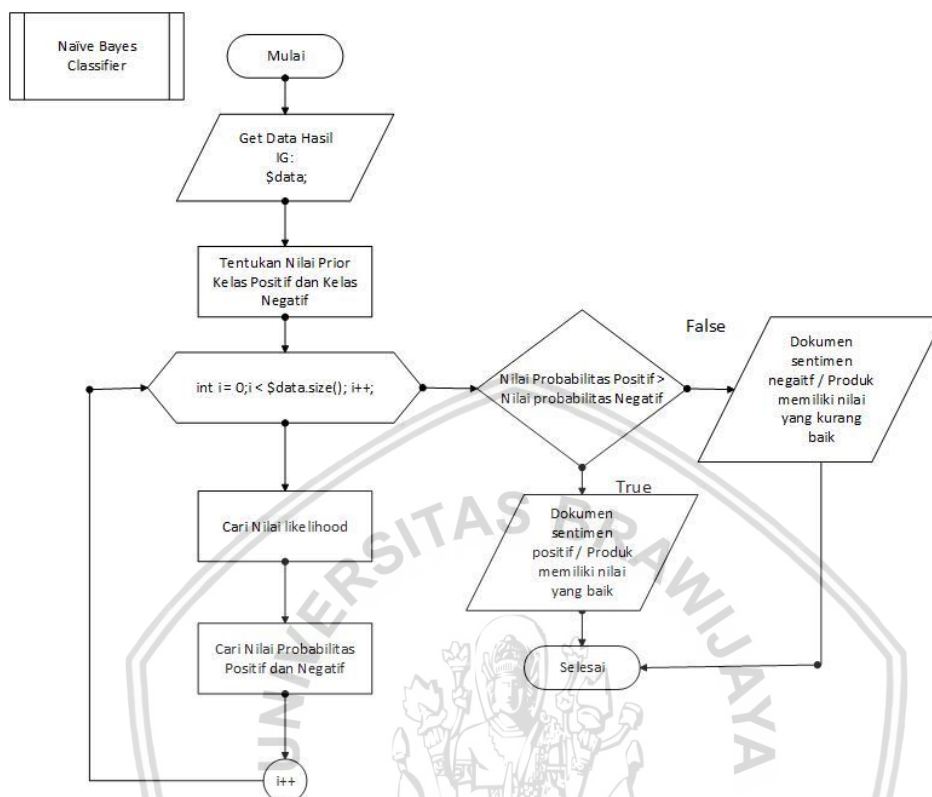 Naïve Bayes
Classifier
Mulai
Get Data Hasil
IG:
$data;
Tentukan Nilai Prior
Kelas Positif dan Kelas
Negatif
int i = 0;i < $data.size(); i++;
Nilai Probabilitas Positif >
Nilai probabilitas Negatif
False
Dokumen
sentimen
negaitf / Produk
memiliki nilai
yang kurang
baik
True
Dokumen
sentimen
positif / Produk
memiliki nilai
yang baik
Selesai
Cari Nilai likelihood
Cari Nilai Probabilitas
Positif dan Negatif
i++
UNIVERSITAS BRAWIJAYA